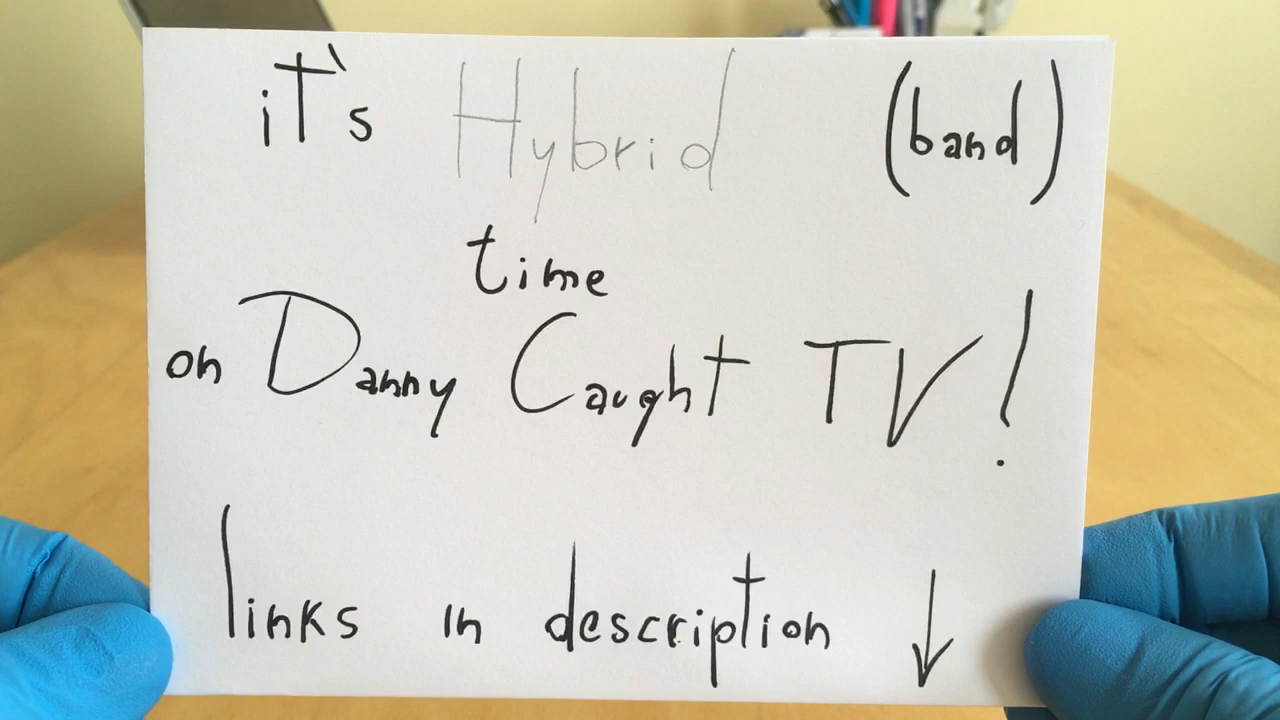 it's Hybrid (band)
time
on Danny Caught TV!
links in description ↓